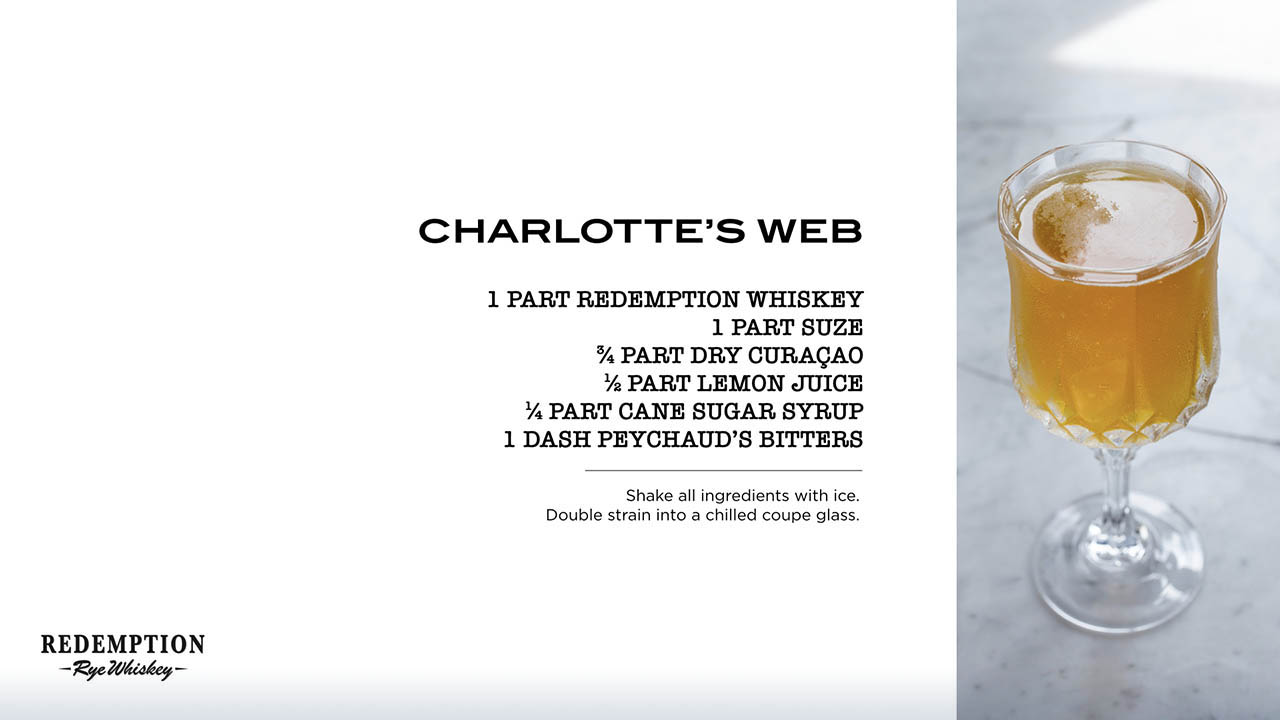 CHARLOTTE’S WEB
1 PART REDEMPTION WHISKEY
1 PART SUZE
¾ PART DRY CURAÇAO
½ PART LEMON JUICE
¼ PART CANE SUGAR SYRUP
1 DASH PEYCHAUD’S BITTERS
Shake all ingredients with ice.
Double strain into a chilled coupe glass.
REDEMPTION
Rye Whiskey